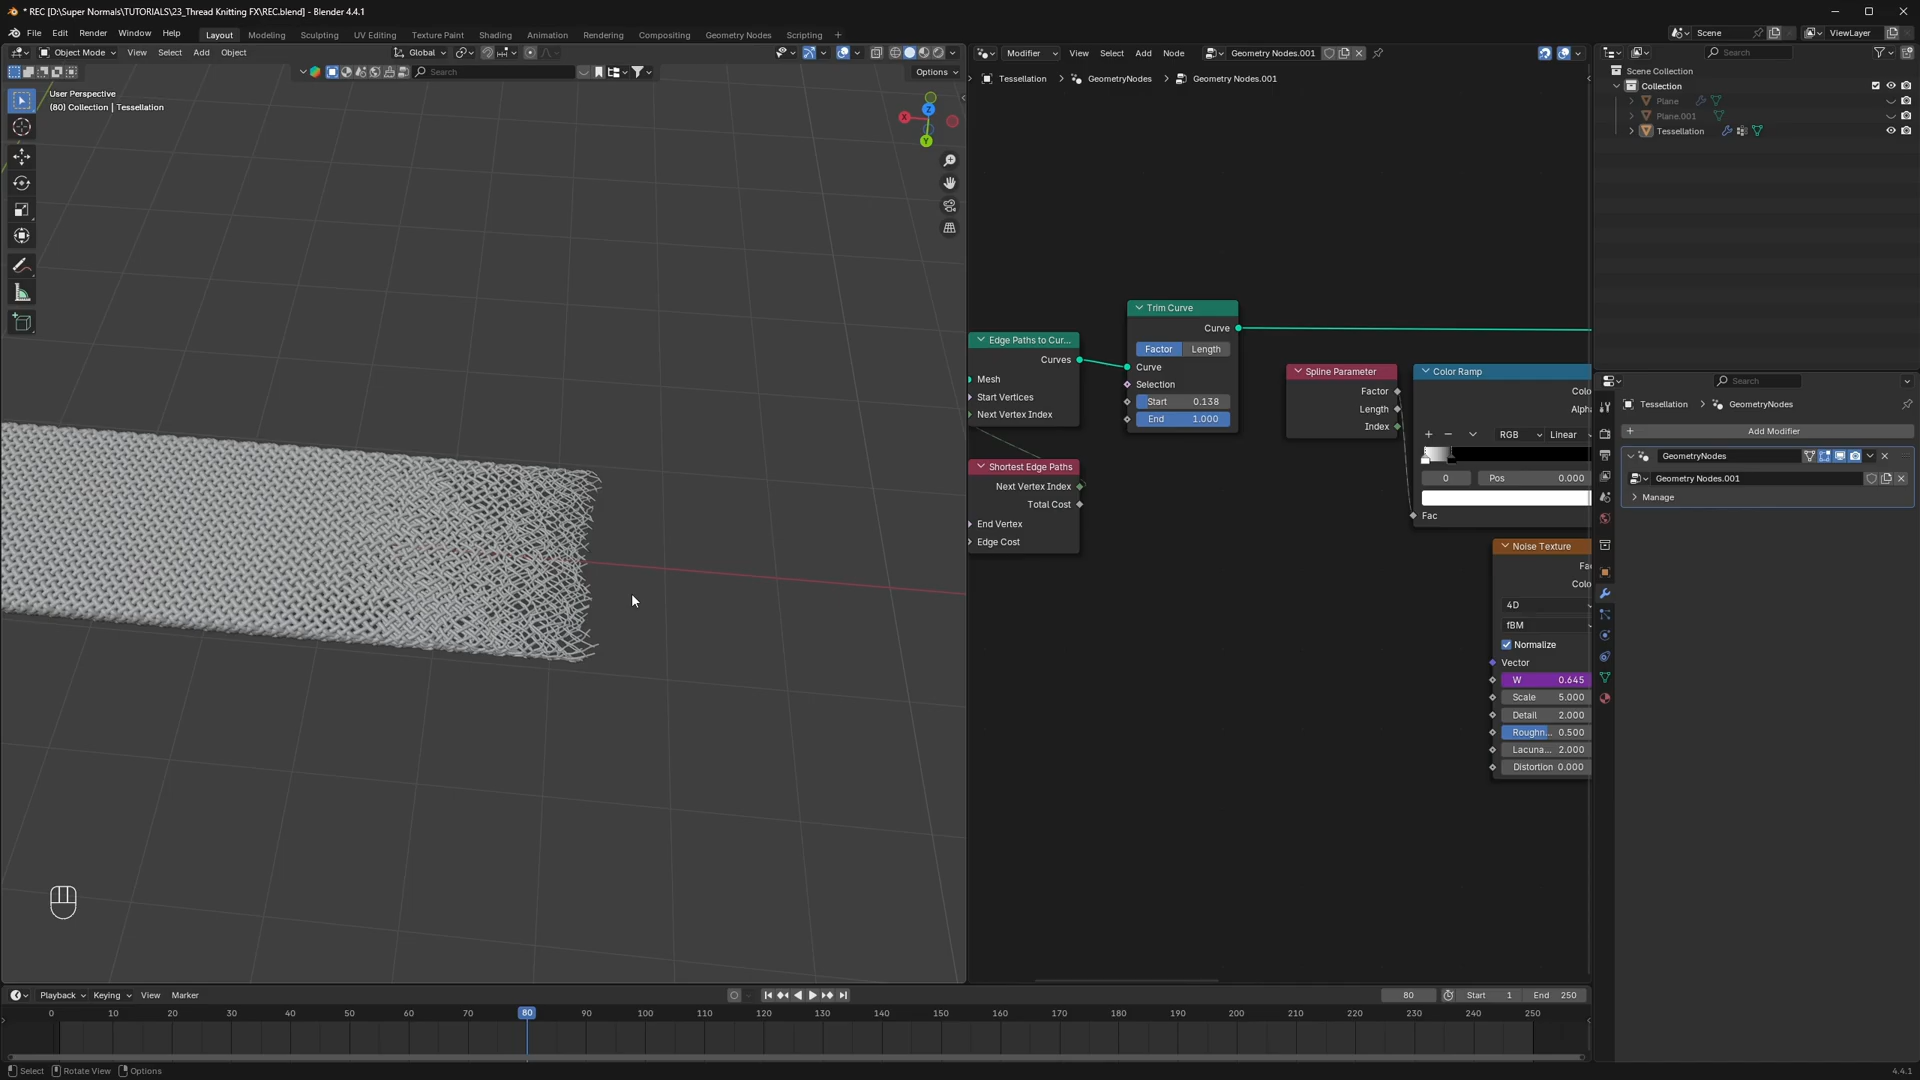 * REC [D:\Super Normals\TUTORIALS\23_Thread Knitting FX\REC.blend] - Blender 4.4.1
File Edit Render Window Help Layout Modeling Sculpting UV Editing Texture Paint Shading Animation Rendering Compositing Geometry Nodes Scripting + Scene ViewLayer
Object Mode View Select Add Object Global
Modifier View Select Add Node Geometry Nodes.001
Search
Search
Options
Tessellation > GeometryNodes > Geometry Nodes.001
User Perspective
(80) Collection | Tessellation
X
Z
Y
Scene Collection
Collection
Plane
Plane.001
Tessellation
Trim Curve
Curve
Factor Length
Curve
Selection
Start 0.138
End 1.000
Edge Paths to Cur...
Curves
Mesh
Start Vertices
Next Vertex Index
Shortest Edge Paths
Next Vertex Index
Total Cost
End Vertex
Edge Cost
Spline Parameter
Factor
Length
Index
Color Ramp
Colo
Alpha
RGB Linear
0 Pos 0.000
Fac
Noise Texture
Fac
Colo
4D
fBM
Normalize
Vector
W 0.645
Scale 5.000
Detail 2.000
Roughn... 0.500
Lacuna... 2.000
Distortion 0.000
Search
Tessellation > GeometryNodes
+ Add Modifier
GeometryNodes
Geometry Nodes.001
Manage
Playback Keying View Marker
80 Start 1 End 250
0 10 20 30 40 50 60 70 80 90 100 110 120 130 140 150 160 170 180 190 200 210 220 230 240 250
Select Rotate View Options
4.4.1